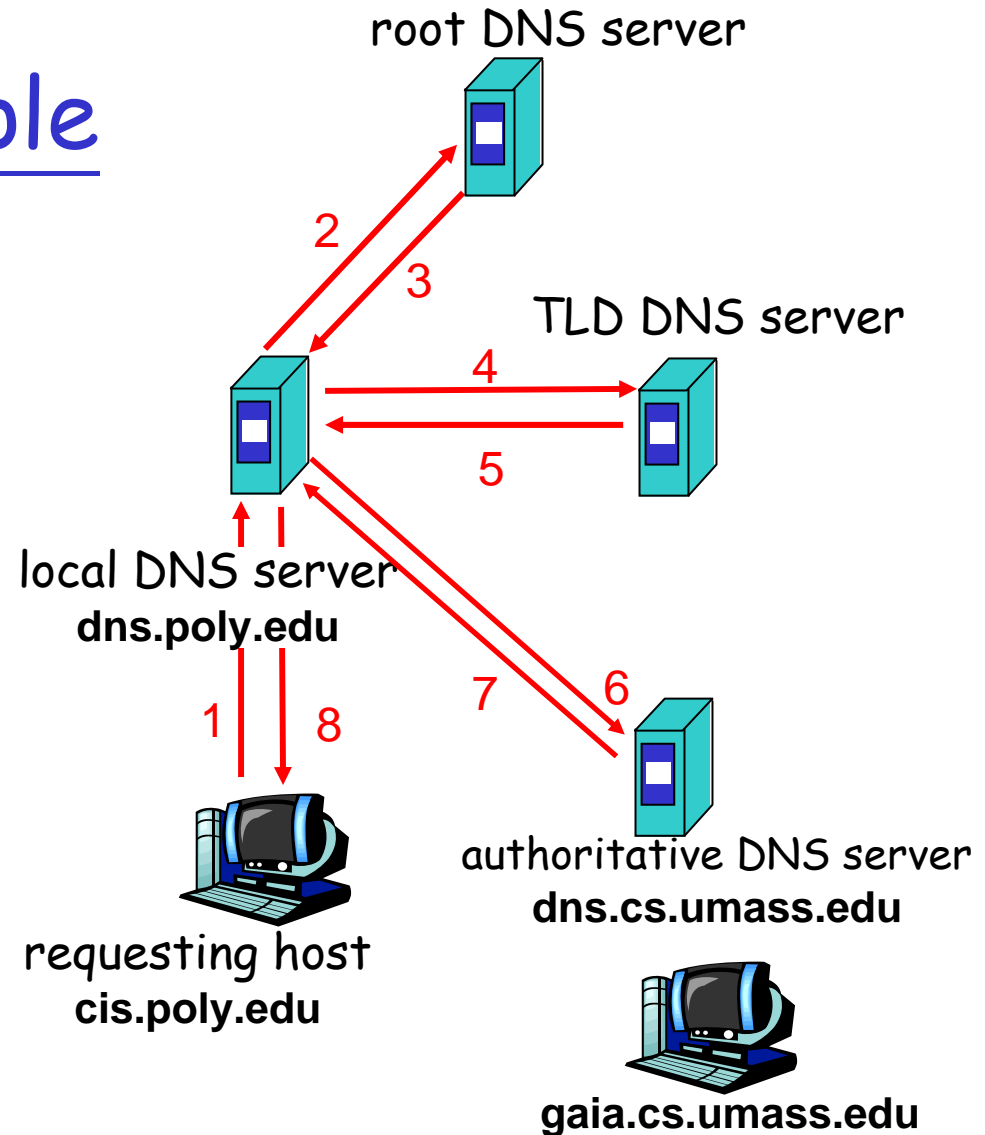 root DNS server
ple
2
3
TLD DNS server
4
5
local DNS server
dns.poly.edu
7
6
1
8
authoritative DNS server
dns.cs.umass.edu
requesting host
cis.poly.edu
gaia.cs.umass.edu